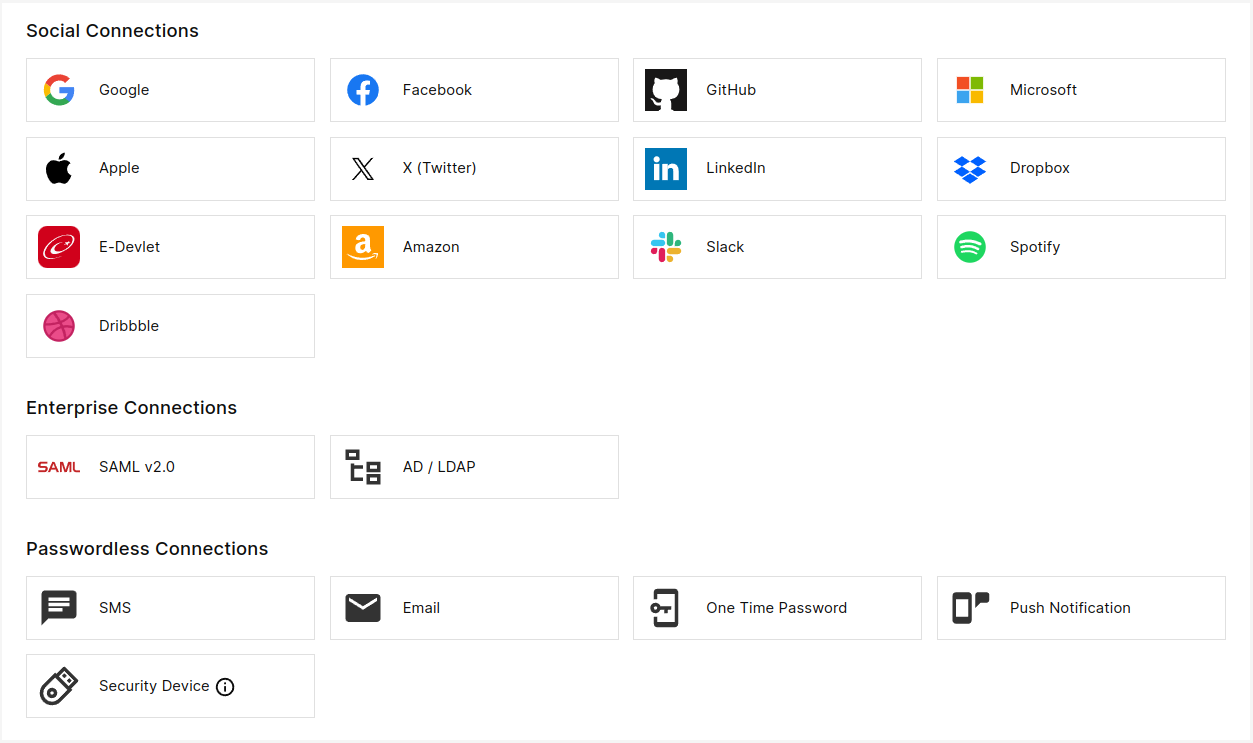 Social Connections
Google
Facebook
GitHub
Microsoft
Apple
X (Twitter)
in
LinkedIn
Dropbox
E-Devlet
a
Amazon
Slack
Spotify
Dribbble
Enterprise Connections
SAML
SAML v2.0
AD / LDAP
Passwordless Connections
SMS
Email
One Time Password
Push Notification
Security Device